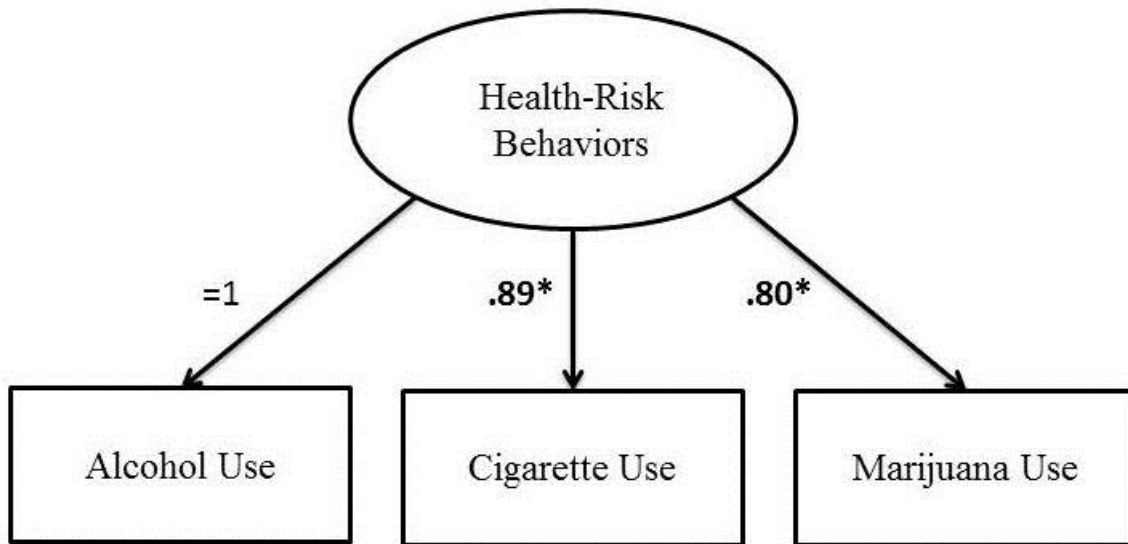 Health-Risk
Behaviors
=1
.89*
.80*
Alcohol Use
Cigarette Use
Marijuana Use